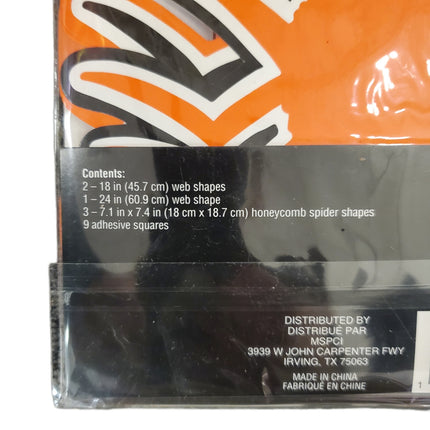 Contents:
2 – 18 in (45.7 cm) web shapes
1 – 24 in (60.9 cm) web shape
3 – 7.1 in x 7.4 in (18 cm x 18.7 cm) honeycomb spider shapes
9 adhesive squares
DISTRIBUTED BY
DISTRIBUÉ PAR
MSPCI
3939 W JOHN CARPENTER FWY
IRVING, TX 75063
MADE IN CHINA
FABRIQUÉ EN CHINE
1